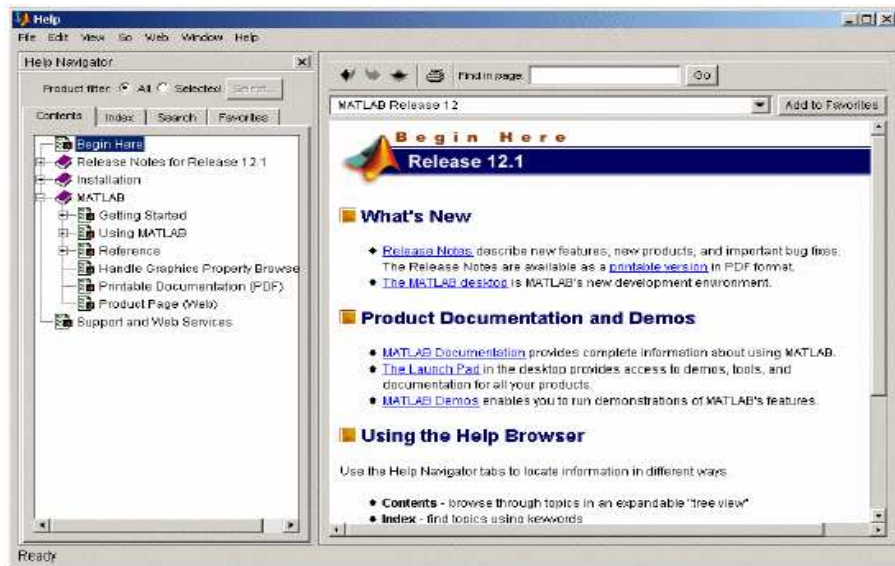 Help
File Edit View Go Web Window Help
Help Navigator
Product filter: All Selected Select...
Contents Index Search Favorites
Begin Here
Release Notes for Release 12.1
Installation
MATLAB
Getting Started
Using MATLAB
Reference
Handle Graphics Property Browse
Printable Documentation (PDF)
Product Page (Web)
Support and Web Services
Find in page: Go
MATLAB Release 12 Add to Favorites
Begin Here
Release 12.1
What's New
Release Notes describe new features, new products, and important bug fixes.
The Release Notes are available as a printable version in PDF format.
The MATLAB desktop is MATLAB's new development environment.
Product Documentation and Demos
MATLAB Documentation provides complete information about using MATLAB.
The Launch Pad in the desktop provides access to demos, tools, and
documentation for all your products.
MATLAB Demos enables you to run demonstrations of MATLAB's features.
Using the Help Browser
Use the Help Navigator tabs to locate information in different ways.
Contents - browse through topics in an expandable "tree view"
Index - find topics using keywords
Ready